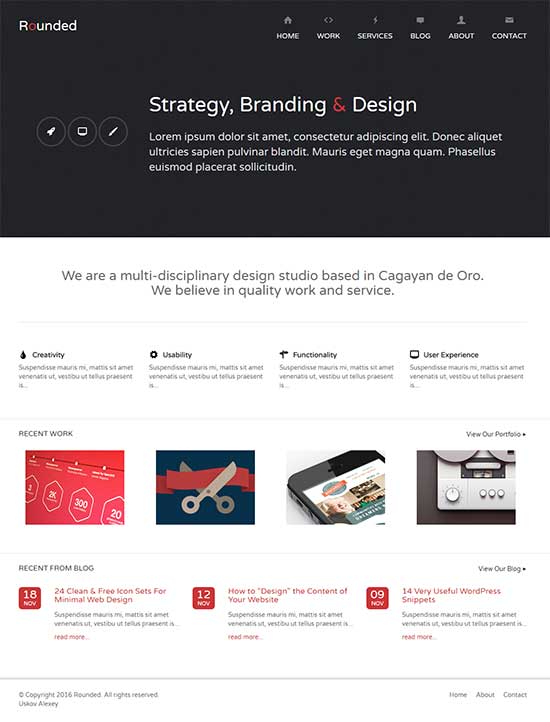 Rounded
HOME WORK SERVICES BLOG ABOUT CONTACT
Strategy, Branding & Design
Lorem ipsum dolor sit amet, consectetur adipiscing elit. Donec aliquet
ultricies sapien pulvinar blandit. Mauris eget magna quam. Phasellus
euismod placerat sollicitudin.
We are a multi-disciplinary design studio based in Cagayan de Oro.
We believe in quality work and service.
Creativity
Suspendisse mauris mi, mattis sit amet
venenatis ut, vestibu ut tellus praesent
is...
Usability
Suspendisse mauris mi, mattis sit amet
venenatis ut, vestibu ut tellus praesent
is...
Functionality
Suspendisse mauris mi, mattis sit amet
venenatis ut, vestibu ut tellus praesent
is...
User Experience
Suspendisse mauris mi, mattis sit amet
venenatis ut, vestibu ut tellus praesent
is...
RECENT WORK
View Our Portfolio ▸
3 2K 300 20
RECENT FROM BLOG
View Our Blog ▸
18
NOV
24 Clean & Free Icon Sets For
Minimal Web Design
Suspendisse mauris mi, mattis sit amet
venenatis ut, vestibu ut tellus praesent is...
read more...
12
NOV
How to "Design" the Content of
Your Website
Suspendisse mauris mi, mattis sit amet
venenatis ut, vestibu ut tellus praesent is...
read more...
09
NOV
14 Very Useful WordPress
Snippets
Suspendisse mauris mi, mattis sit amet
venenatis ut, vestibu ut tellus praesent is...
read more...
© Copyright 2016 Rounded. All rights reserved.
Uskov Alexey
Home About Contact